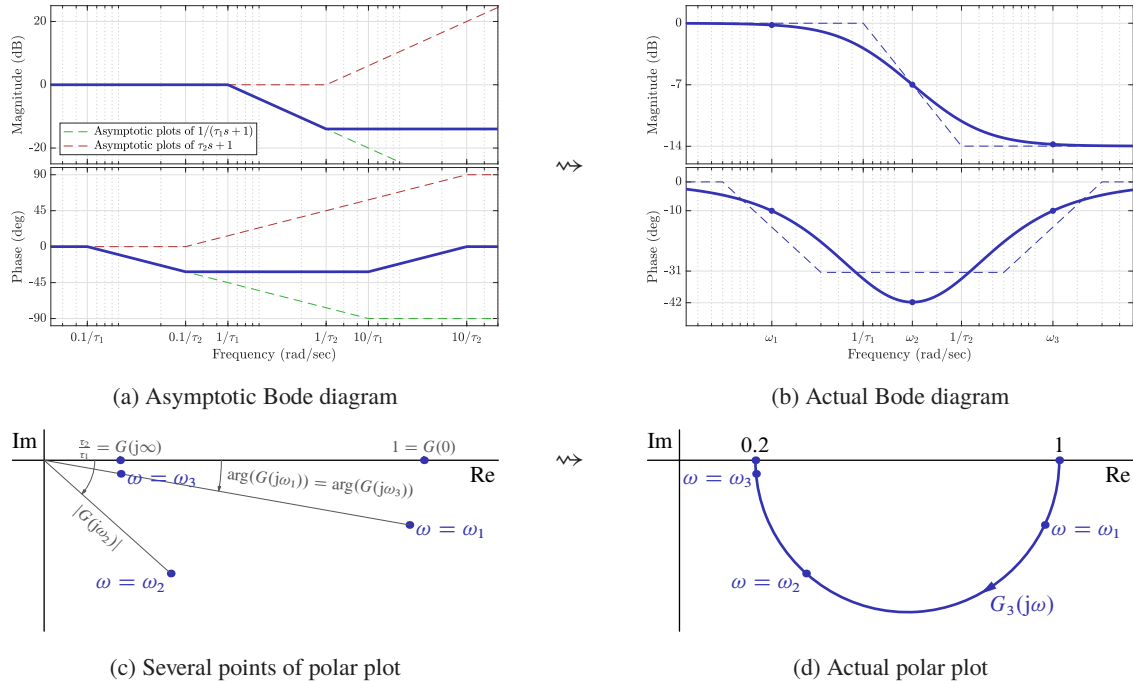 20
0
-20
Magnitude (dB)
Asymptotic plots of 1/(τ₁s + 1)
Asymptotic plots of τ₂s + 1
90
45
0
-45
-90
Phase (deg)
0.1/τ₁ 0.1/τ₂ 1/τ₁ 1/τ₂ 10/τ₁ 10/τ₂
Frequency (rad/sec)
(a) Asymptotic Bode diagram
⇝
0
-7
-14
Magnitude (dB)
0
-10
-31
-42
Phase (deg)
ω₁ 1/τ₁ ω₂ 1/τ₂ ω₃
Frequency (rad/sec)
(b) Actual Bode diagram
Im
τ₂/τ₁ = G(j∞)
1 = G(0)
Re
ω = ω₃
arg(G(jω₁)) = arg(G(jω₃))
|G(jω₂)|
ω = ω₁
ω = ω₂
(c) Several points of polar plot
⇝
Im
0.2
1
Re
ω = ω₃
ω = ω₁
ω = ω₂
G₃(jω)
(d) Actual polar plot